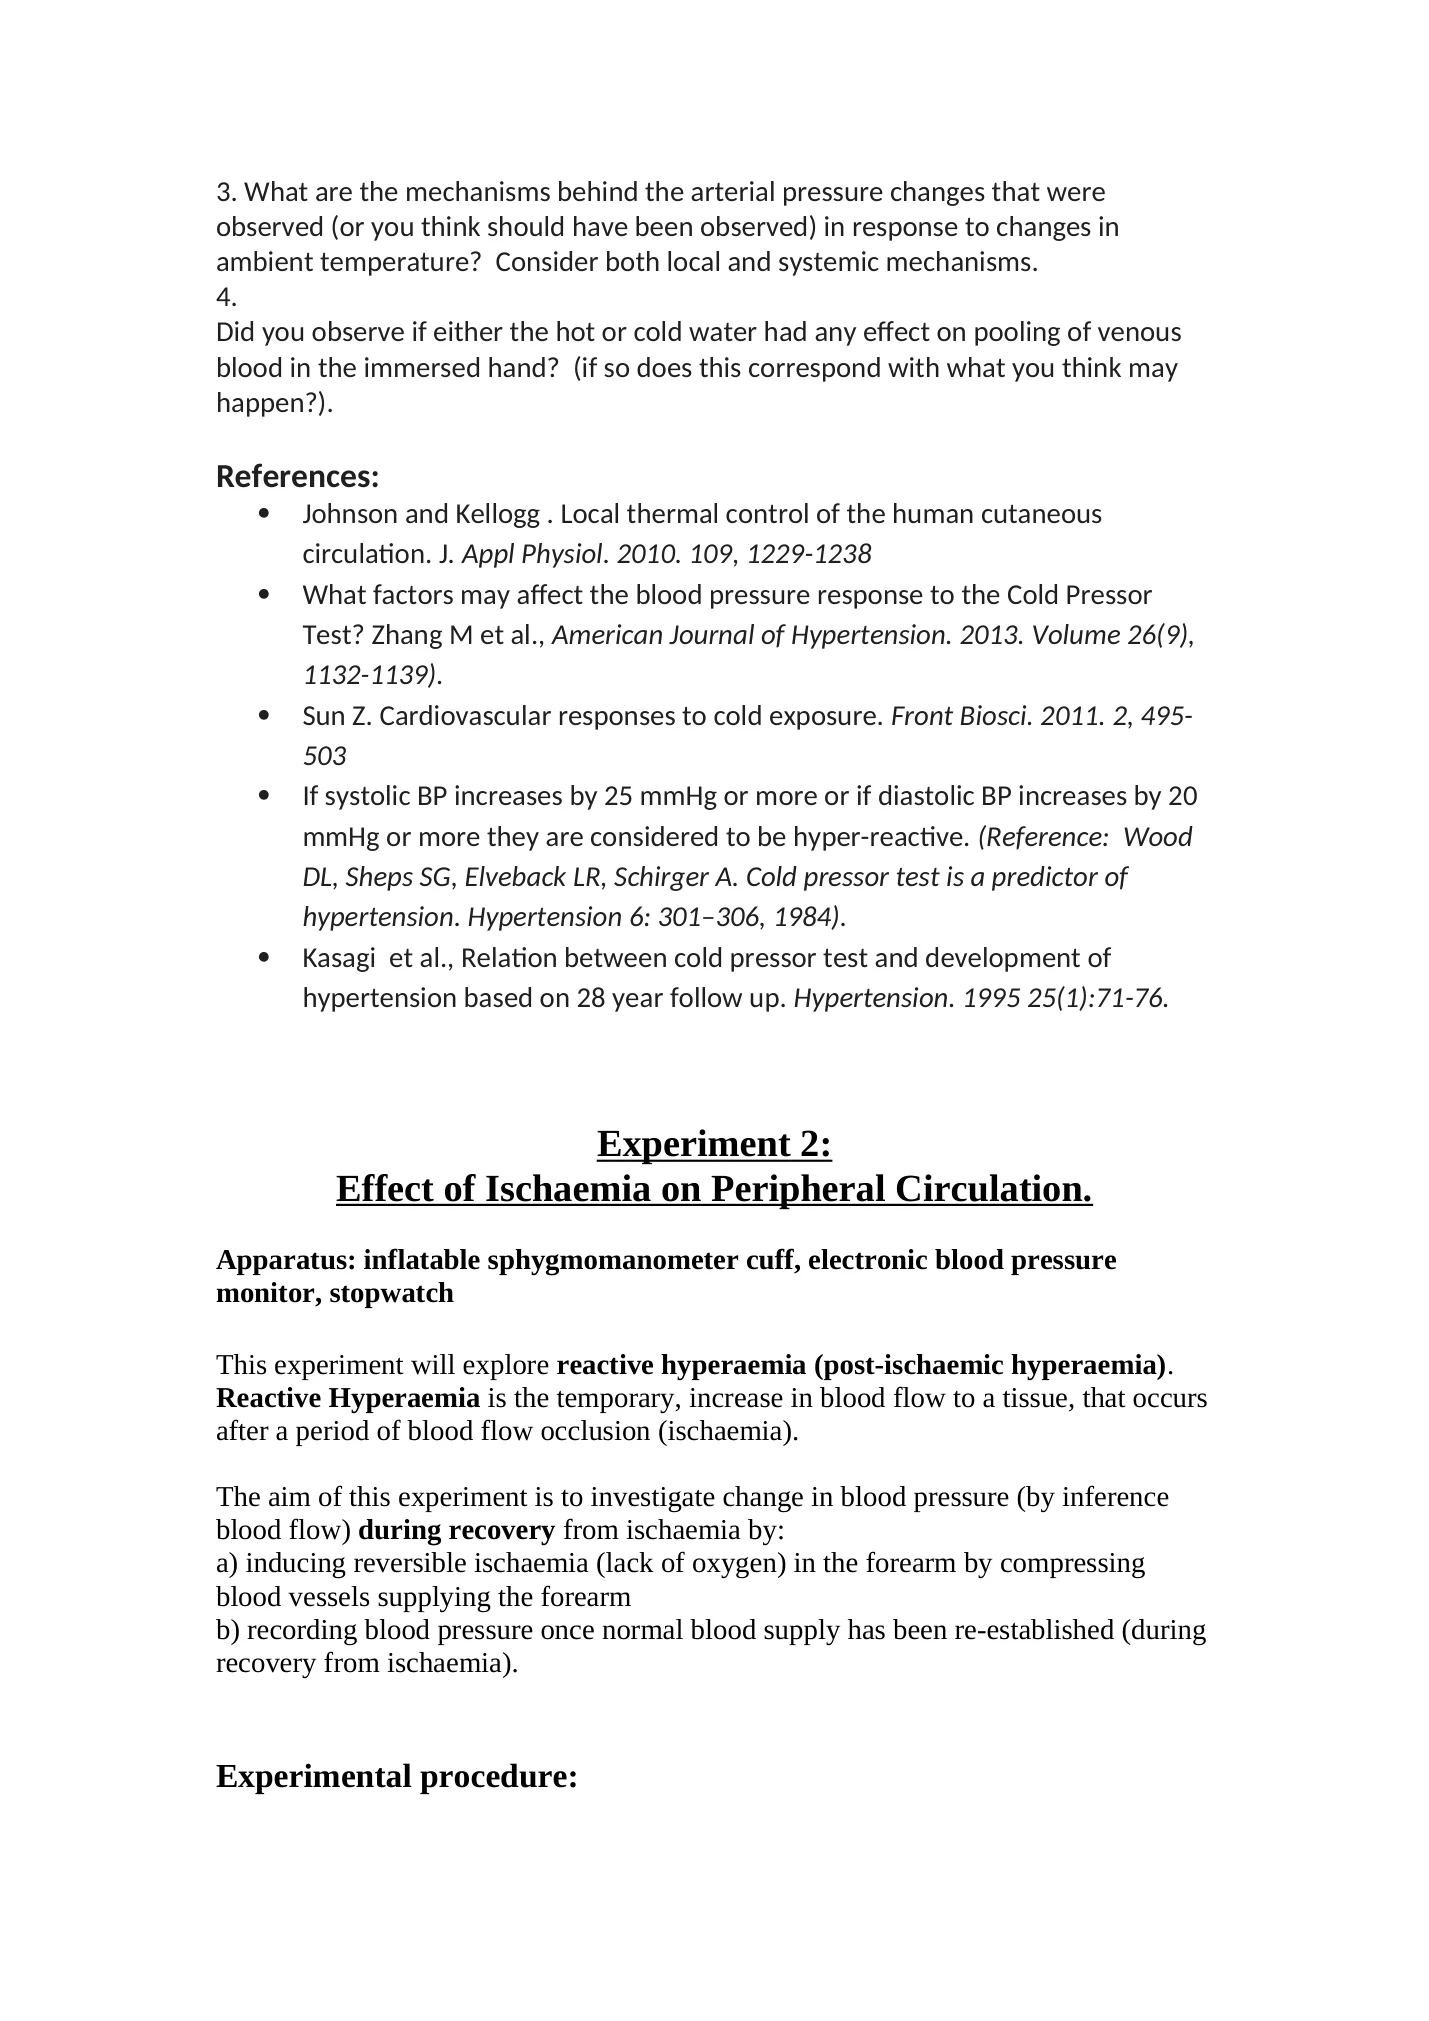 3. What are the mechanisms behind the arterial pressure changes that were
observed (or you think should have been observed) in response to changes in
ambient temperature?  Consider both local and systemic mechanisms.
4.
Did you observe if either the hot or cold water had any effect on pooling of venous
blood in the immersed hand?  (if so does this correspond with what you think may
happen?).
References:
• Johnson and Kellogg . Local thermal control of the human cutaneous
circulation. J. Appl Physiol. 2010. 109, 1229-1238
• What factors may affect the blood pressure response to the Cold Pressor
Test? Zhang M et al., American Journal of Hypertension. 2013. Volume 26(9),
1132-1139).
• Sun Z. Cardiovascular responses to cold exposure. Front Biosci. 2011. 2, 495-
503
• If systolic BP increases by 25 mmHg or more or if diastolic BP increases by 20
mmHg or more they are considered to be hyper-reactive. (Reference:  Wood
DL, Sheps SG, Elveback LR, Schirger A. Cold pressor test is a predictor of
hypertension. Hypertension 6: 301–306, 1984).
• Kasagi  et al., Relation between cold pressor test and development of
hypertension based on 28 year follow up. Hypertension. 1995 25(1):71-76.
Experiment 2:
Effect of Ischaemia on Peripheral Circulation.
Apparatus: inflatable sphygmomanometer cuff, electronic blood pressure
monitor, stopwatch
This experiment will explore reactive hyperaemia (post-ischaemic hyperaemia).
Reactive Hyperaemia is the temporary, increase in blood flow to a tissue, that occurs
after a period of blood flow occlusion (ischaemia).
The aim of this experiment is to investigate change in blood pressure (by inference
blood flow) during recovery from ischaemia by:
a) inducing reversible ischaemia (lack of oxygen) in the forearm by compressing
blood vessels supplying the forearm
b) recording blood pressure once normal blood supply has been re-established (during
recovery from ischaemia).
Experimental procedure: